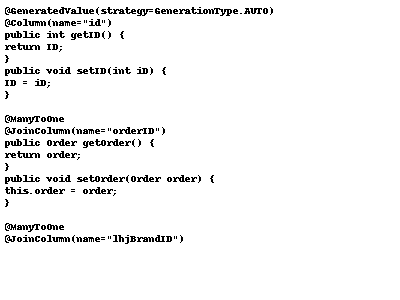 @GeneratedValue(strategy=GenerationType.AUTO)
@Column(name="id")
public int getID() {
return ID;
}
public void setID(int iD) {
ID = iD;
}
@ManyToOne
@JoinColumn(name="orderID")
public Order getOrder() {
return order;
}
public void setOrder(Order order) {
this.order = order;
}
@ManyToOne
@JoinColumn(name="lhjBrandID")